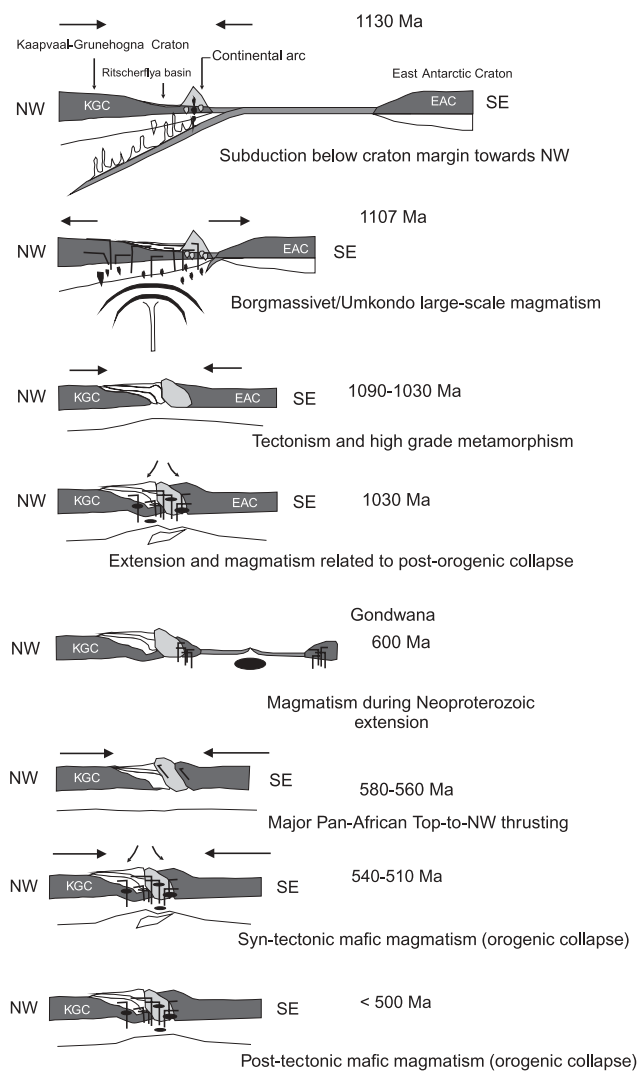 1130 Ma
Kaapvaal-Grunehogna Craton
Continental arc
Ritscherflya basin
East Antarctic Craton
NW
KGC
EAC
SE
Subduction below craton margin towards NW
1107 Ma
NW
EAC
SE
Borgmassivet/Umkondo large-scale magmatism
NW
KGC
EAC
SE
1090-1030 Ma
Tectonism and high grade metamorphism
NW
KGC
EAC
SE
1030 Ma
Extension and magmatism related to post-orogenic collapse
Gondwana
600 Ma
NW
KGC
Magmatism during Neoproterozoic
extension
NW
KGC
SE
580-560 Ma
Major Pan-African Top-to-NW thrusting
NW
KGC
SE
540-510 Ma
Syn-tectonic mafic magmatism (orogenic collapse)
NW
KGC
SE
< 500 Ma
Post-tectonic mafic magmatism (orogenic collapse)